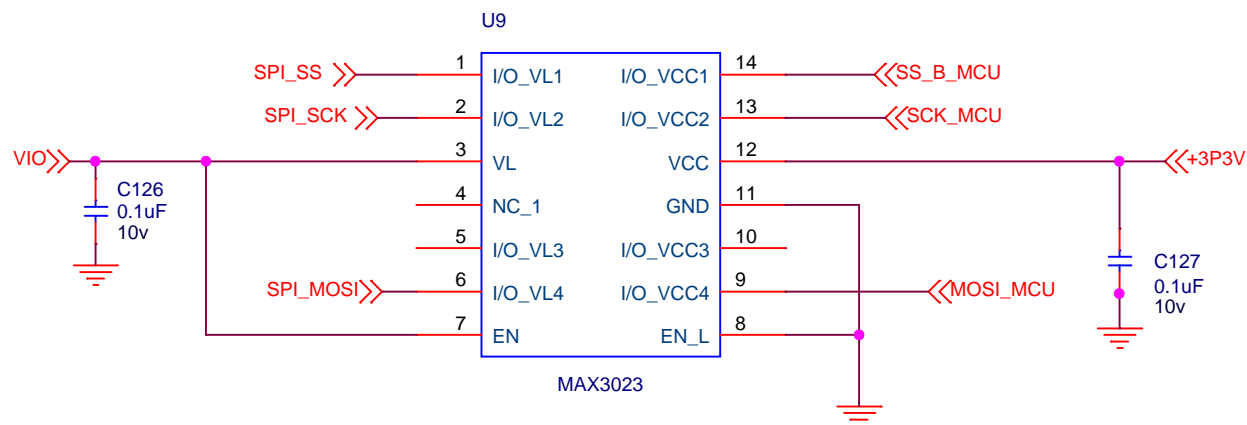 U9
SPI_SS 1 I/O_VL1 I/O_VCC1 14 SS_B_MCU
SPI_SCK 2 I/O_VL2 I/O_VCC2 13 SCK_MCU
VIO 3 VL VCC 12 +3P3V
C126
0.1uF
10v
4 NC_1 GND 11
5 I/O_VL3 I/O_VCC3 10
C127
0.1uF
10v
SPI_MOSI 6 I/O_VL4 I/O_VCC4 9 MOSI_MCU
7 EN EN_L 8
MAX3023